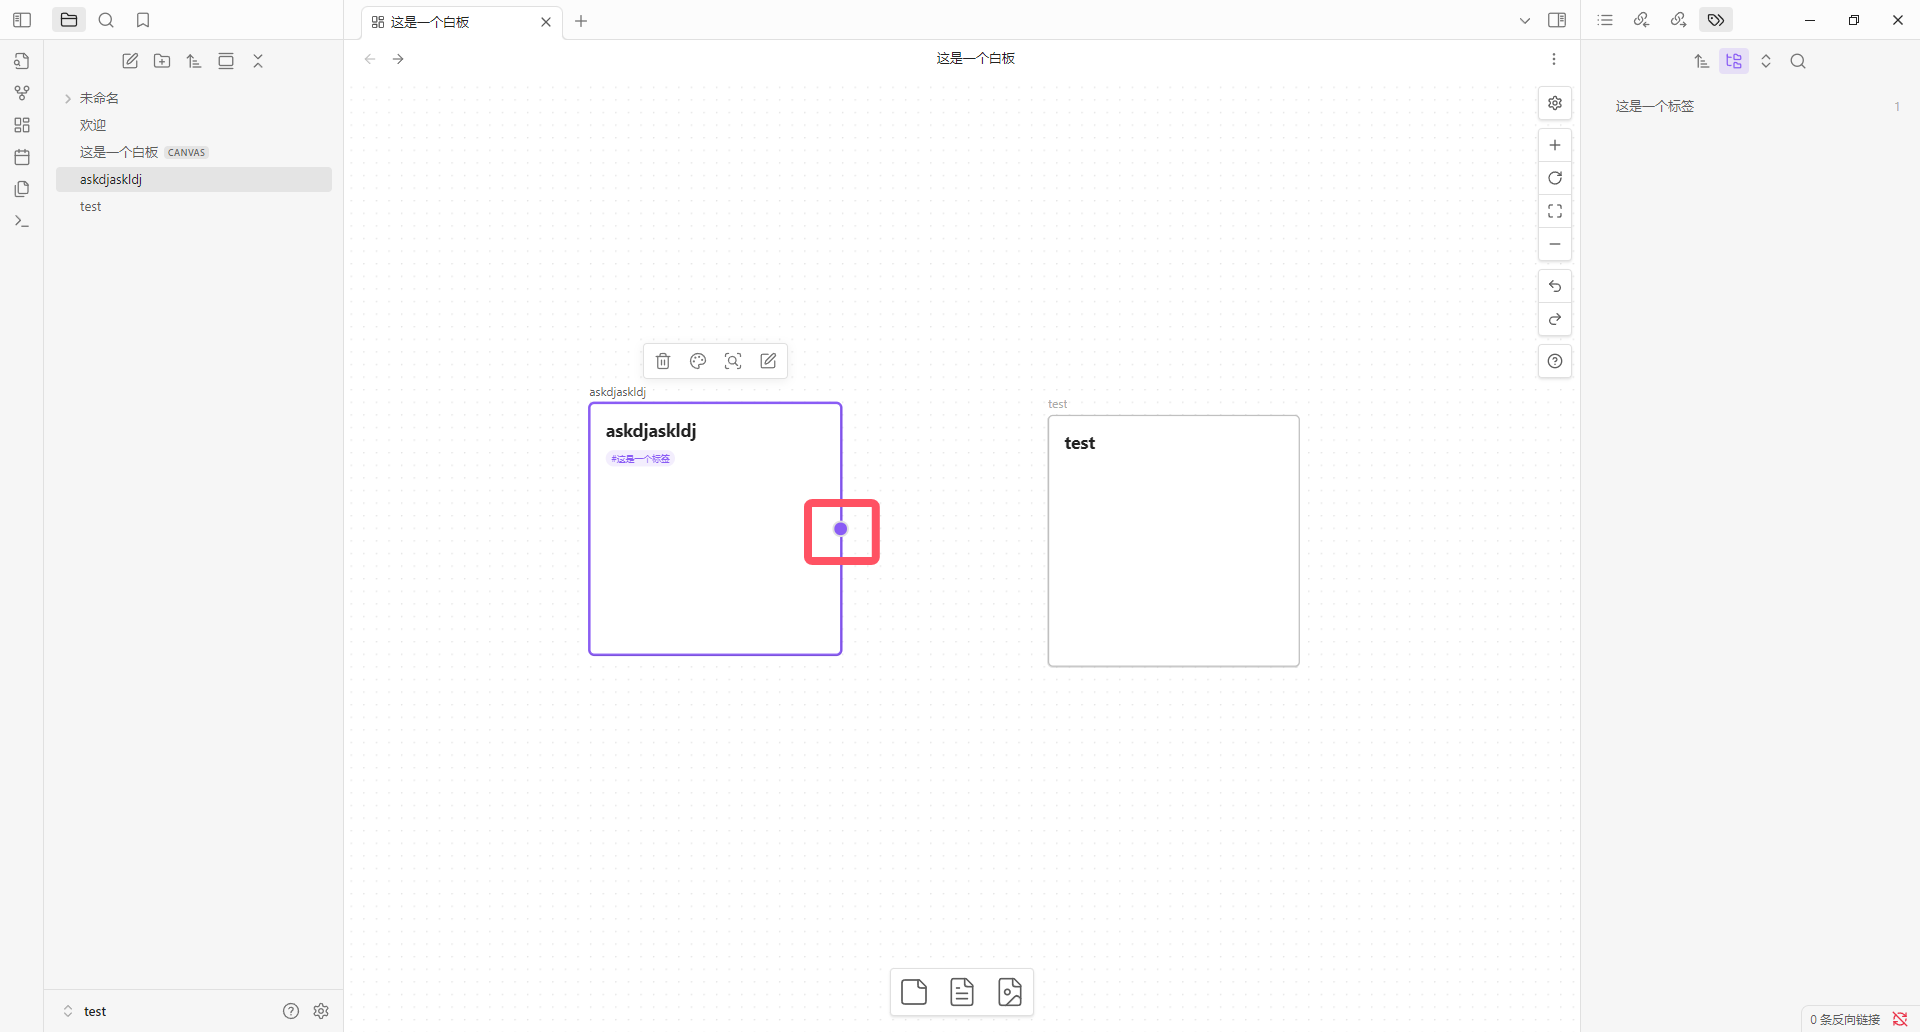 这是一个白板
这是一个白板
未命名
欢迎
这是一个白板 CANVAS
askdjaskldj
test
这是一个标签 1
askdjaskldj
askdjaskldj
#这是一个标签
test
test
test
0 条反向链接